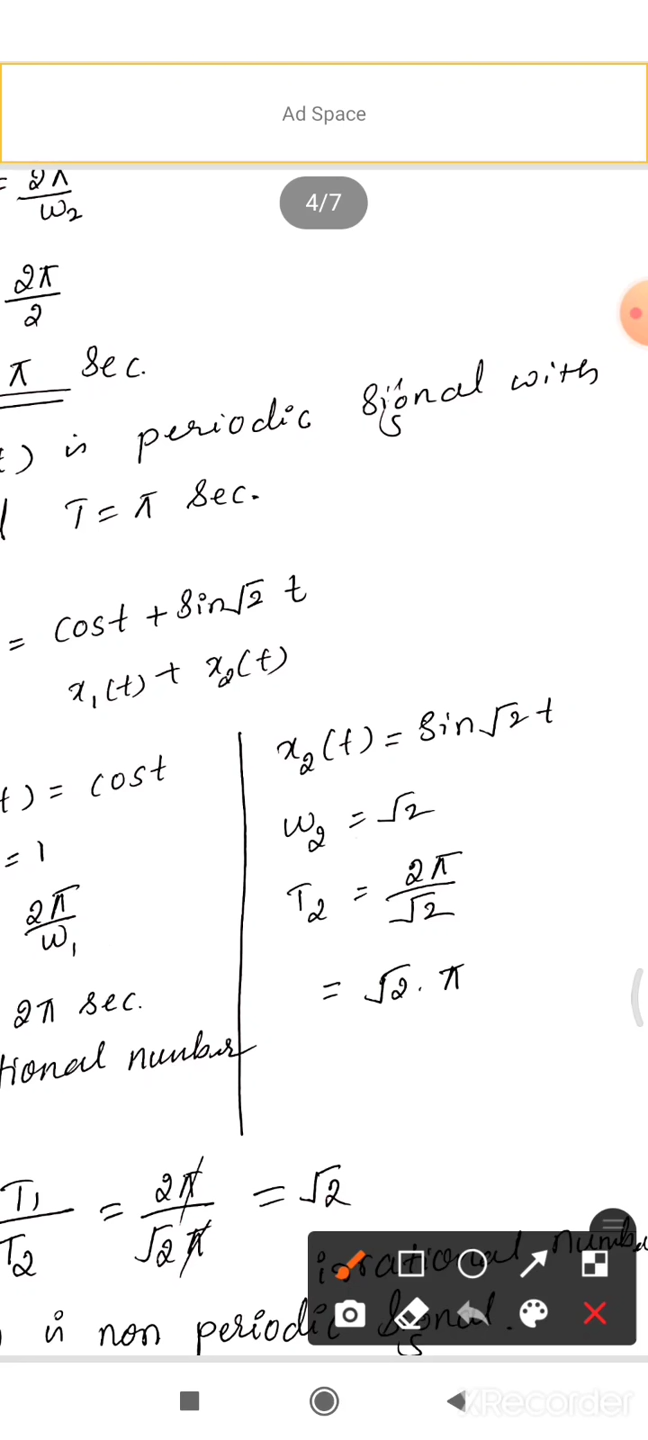 Ad Space
= 2π/ω₂
4/7
2π/2
π Sec.
t) is periodic signal with
T = π Sec.
= cost + sin√2 t
x₁(t) + x₂(t)
t) = cost
= 1
2π/ω₁
2π sec.
tional number
x₂(t) = sin√2 t
ω₂ = √2
T₂ = 2π/√2
= √2 . π
T₁/T₂ = 2π/√2 π = √2
irrational numbe
) is non periodic signal.
XRecorder